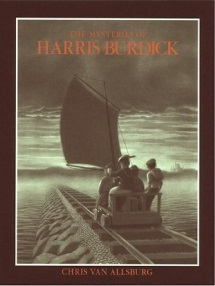 THE MYSTERIES OF
HARRIS BURDICK
CHRIS VAN ALLSBURG